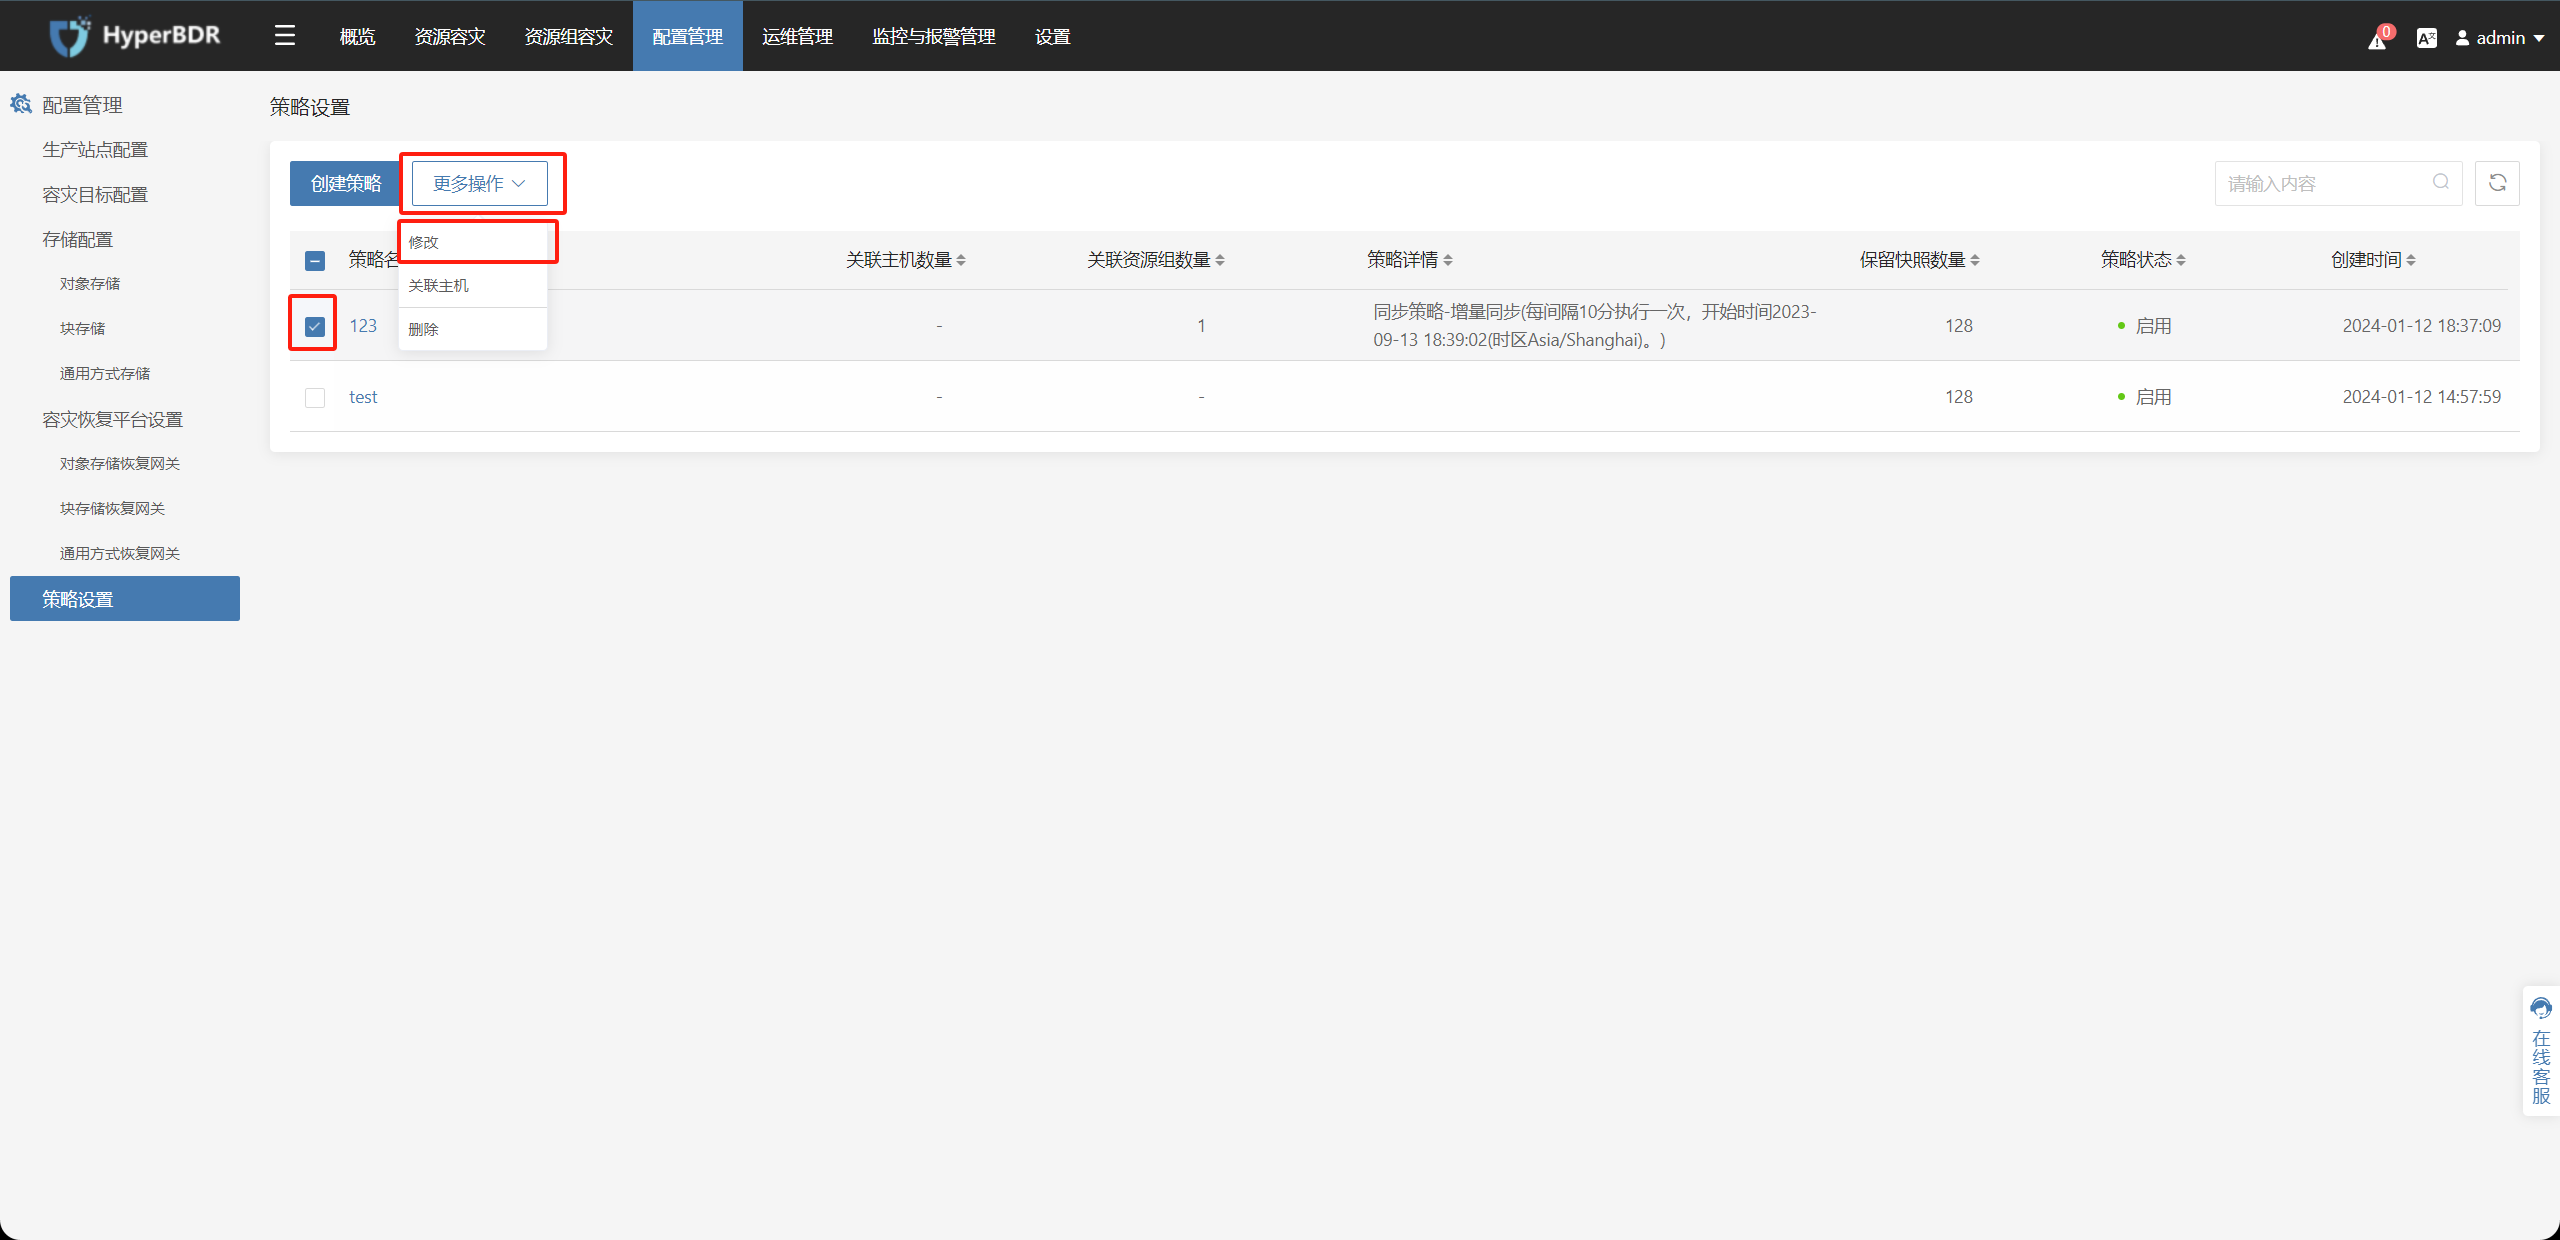 HyperBDR
概览
资源容灾
资源组容灾
配置管理
运维管理
监控与报警管理
设置
0
admin
配置管理
生产站点配置
容灾目标配置
存储配置
对象存储
块存储
通用方式存储
容灾恢复平台设置
对象存储恢复网关
块存储恢复网关
通用方式恢复网关
策略设置
策略设置
创建策略
更多操作
请输入内容
修改
关联主机
删除
策略名
关联主机数量
关联资源组数量
策略详情
保留快照数量
策略状态
创建时间
123
-
1
同步策略-增量同步(每间隔10分执行一次，开始时间2023-
09-13 18:39:02(时区Asia/Shanghai)。)
128
启用
2024-01-12 18:37:09
test
-
-
128
启用
2024-01-12 14:57:59
在线客服